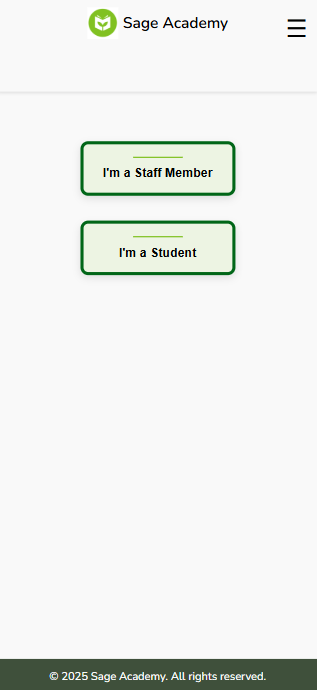 Sage Academy
I'm a Staff Member
I'm a Student
© 2025 Sage Academy. All rights reserved.